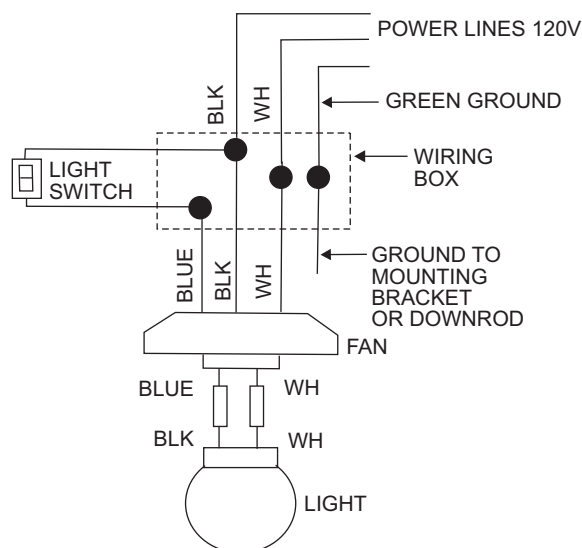 POWER LINES 120V
BLK
WH
GREEN GROUND
LIGHT
SWITCH
WIRING
BOX
BLUE
BLK
WH
GROUND TO
MOUNTING
BRACKET
OR DOWNROD
FAN
BLUE
WH
BLK
WH
LIGHT